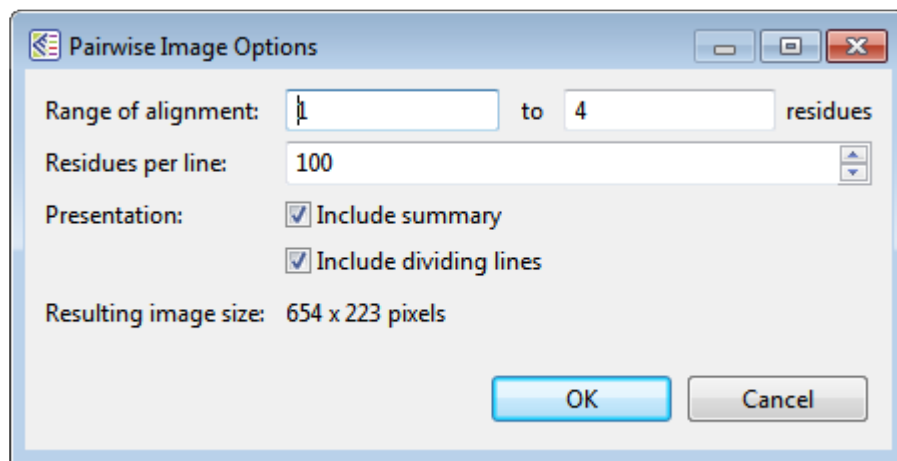 Pairwise Image Options
Range of alignment: 1 to 4 residues
Residues per line: 100
Presentation: Include summary
Include dividing lines
Resulting image size: 654 x 223 pixels
OK Cancel